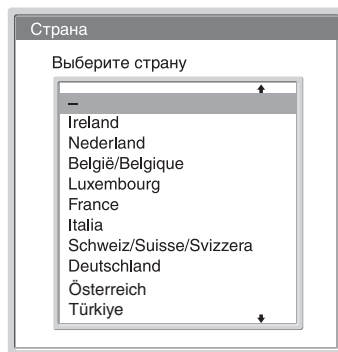 Страна
Выберите страну
–
Ireland
Nederland
België/Belgique
Luxembourg
France
Italia
Schweiz/Suisse/Svizzera
Deutschland
Österreich
Türkiye